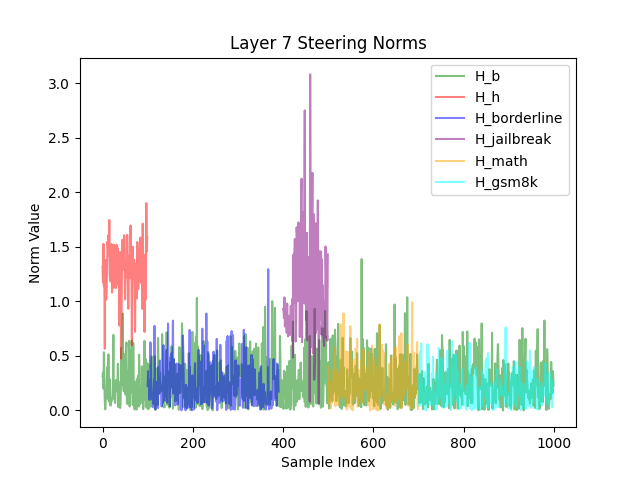 Layer 7 Steering Norms
Norm Value
3.0
2.5
2.0
1.5
1.0
0.5
0.0
H_b
H_h
H_borderline
H_jailbreak
H_math
H_gsm8k
0 200 400 600 800 1000
Sample Index